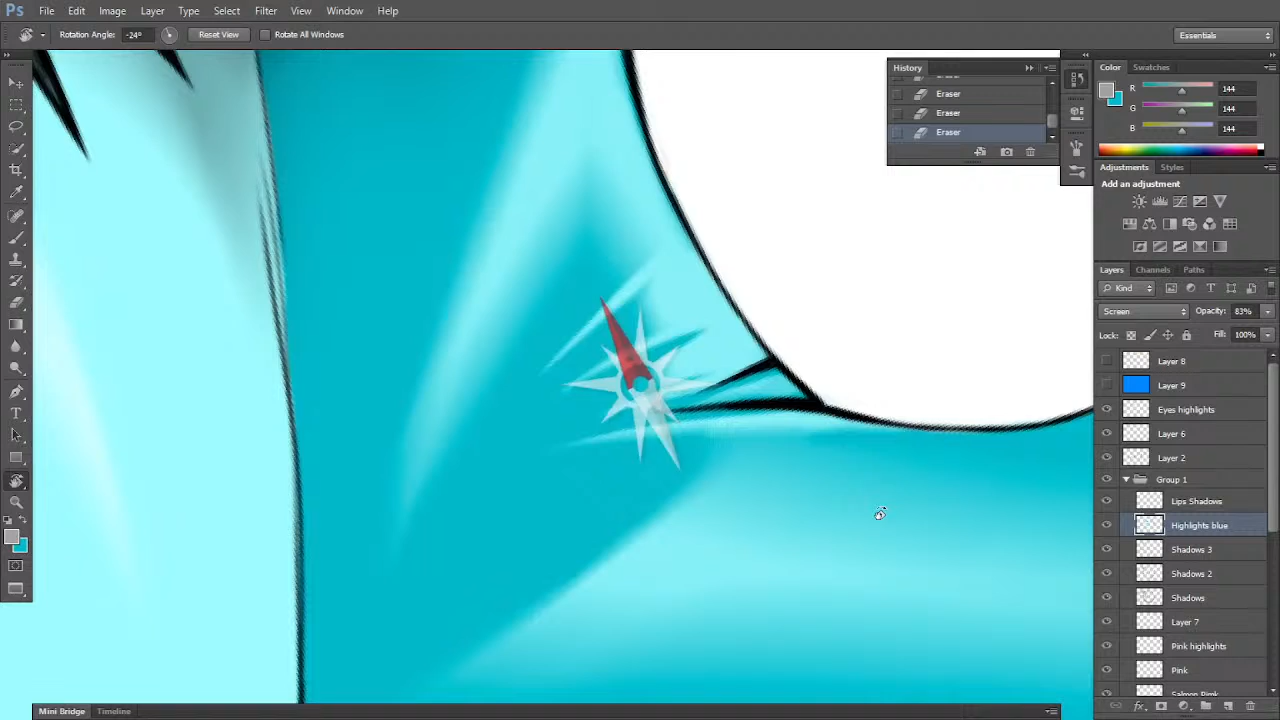 Ps File Edit Image Layer Type Select Filter Extras View Window Help
Rotation Angle: -24° Reset View Rotate All Windows Essentials
History
Eraser
Eraser
Eraser
Color Swatches
R 144
G 144
B 144
Adjustments Styles
Add an adjustment
Layers Channels Paths
Kind
Screen Opacity: 83%
Lock: Fill: 100%
Layer 8
Layer 9
Eyes highlights
Layer 6
Layer 2
Group 1
Lips Shadows
Highlights blue
Shadows 3
Shadows 2
Shadows
Layer 7
Pink highlights
Pink
Salmon Pimk
Mini Bridge Timeline